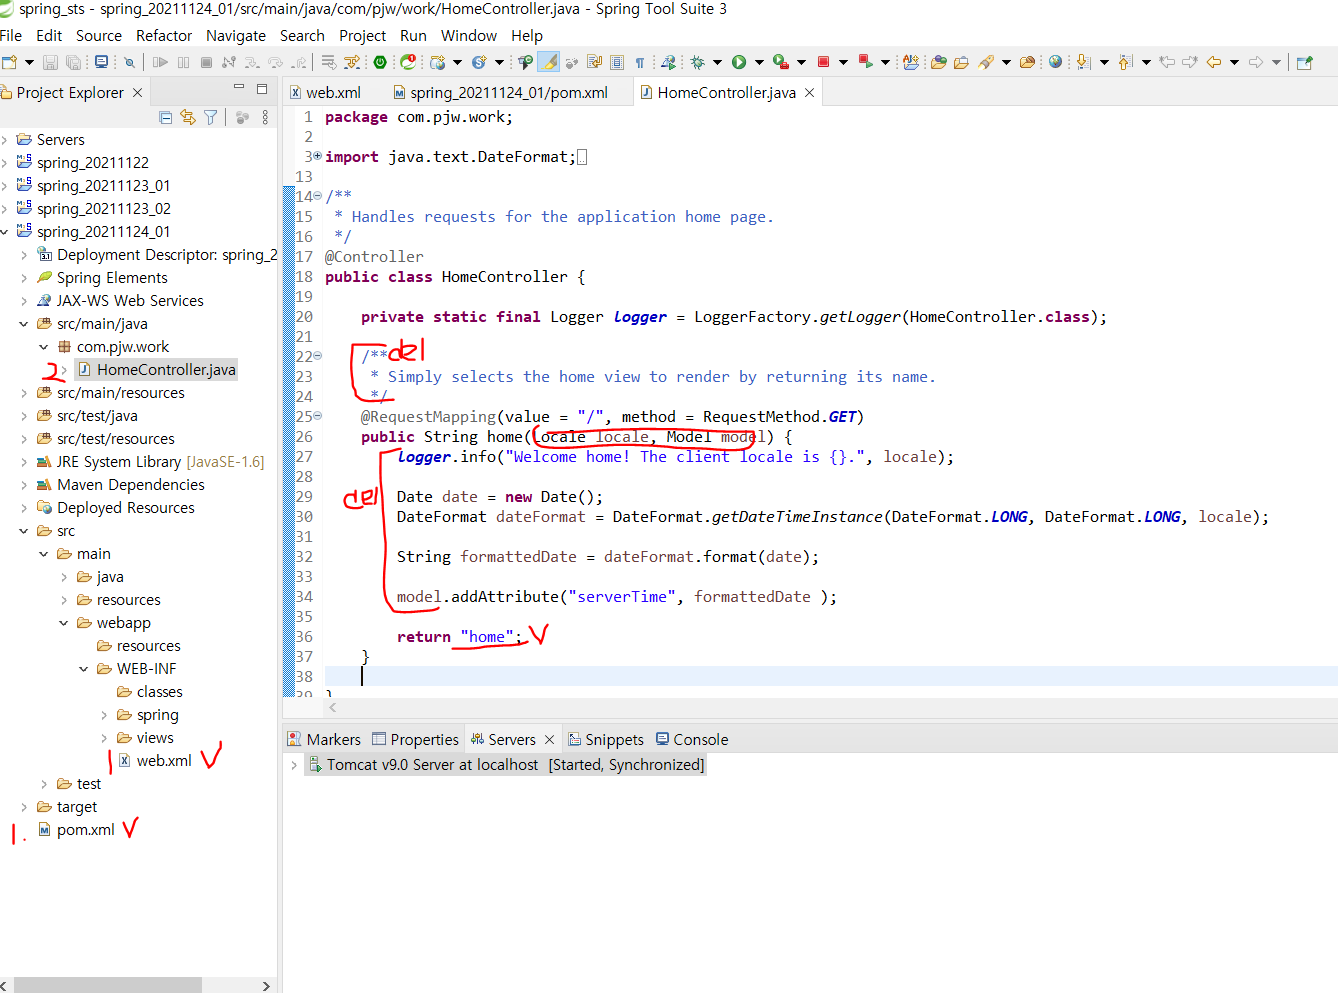 spring_sts - spring_20211124_01/src/main/java/com/pjw/work/HomeController.java - Spring Tool Suite 3
File Edit Source Refactor Navigate Search Project Run Window Help
Project Explorer
Servers
spring_20211122
spring_20211123_01
spring_20211123_02
spring_20211124_01
Deployment Descriptor: spring_2
Spring Elements
JAX-WS Web Services
src/main/java
com.pjw.work
2 HomeController.java
src/main/resources
src/test/java
src/test/resources
JRE System Library [JavaSE-1.6]
Maven Dependencies
Deployed Resources
src
main
java
resources
webapp
resources
WEB-INF
classes
spring
views
1 web.xml V
test
target
1. pom.xml V
web.xml spring_20211124_01/pom.xml HomeController.java
1 package com.pjw.work;
2
3 import java.text.DateFormat;
13
14 /**
15 * Handles requests for the application home page.
16 */
17 @Controller
18 public class HomeController {
19
20 private static final Logger logger = LoggerFactory.getLogger(HomeController.class);
21
22 /** del
23 * Simply selects the home view to render by returning its name.
24 */
25 @RequestMapping(value = "/", method = RequestMethod.GET)
26 public String home(Locale locale, Model model) {
27 logger.info("Welcome home! The client locale is {}.", locale);
28
del
29 Date date = new Date();
30 DateFormat dateFormat = DateFormat.getDateTimeInstance(DateFormat.LONG, DateFormat.LONG, locale);
31
32 String formattedDate = dateFormat.format(date);
33
34 model.addAttribute("serverTime", formattedDate );
35
36 return "home"; V
37 }
38
39 }
Markers Properties Servers Snippets Console
Tomcat v9.0 Server at localhost [Started, Synchronized]